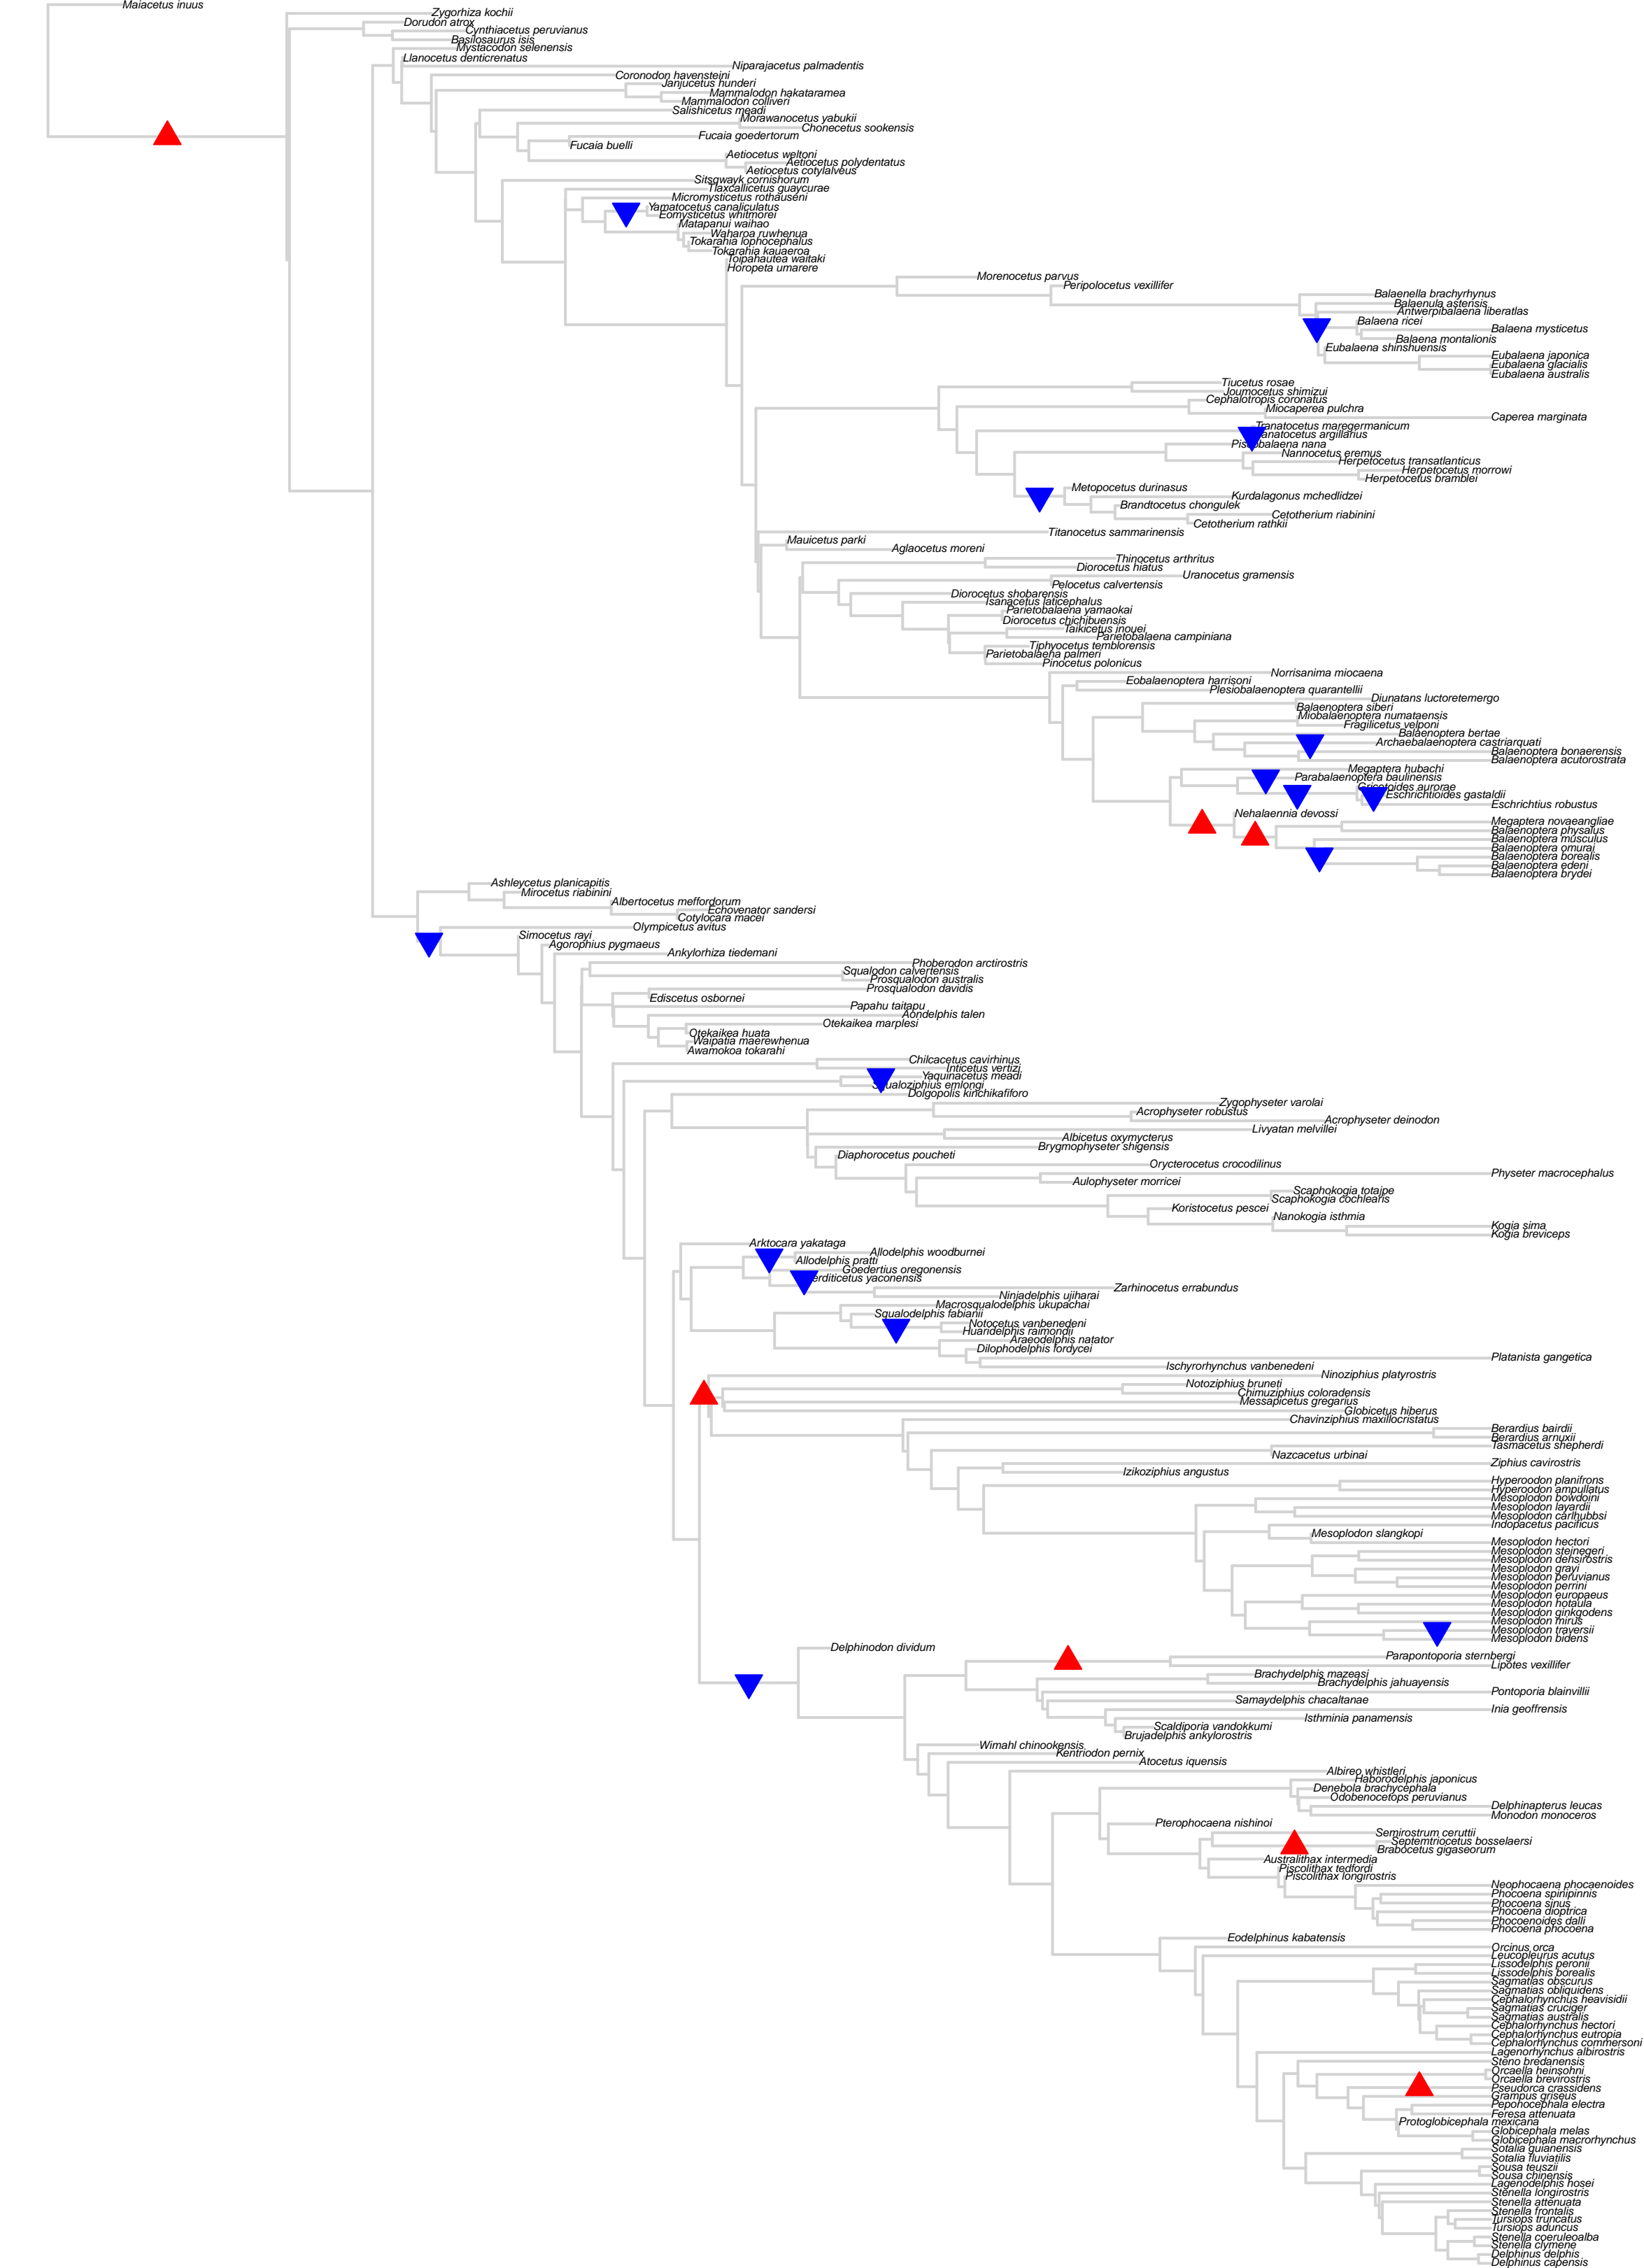 Maiacetus inuus
Zygorhiza kochii
Dorudon atrox
Cynthiacetus peruvianus
Basilosaurus isis
Mystacodon selenensis
Llanocetus denticrenatus
Niparajacetus palmadentis
Coronodon havensteini
Janjucetus hunderi
Mammalodon hakataramea
Mammalodon colliveri
Salishicetus meadi
Morawanocetus yabukii
Chonecetus sookensis
Fucaia goedertorum
Fucaia buelli
Aetiocetus weltoni
Aetiocetus polydentatus
Aetiocetus cotylalveus
Sitsqwayk cornishorum
Tlaxcallicetus guaycurae
Micromysticetus rothauseni
Yamatocetus canaliculatus
Eomysticetus whitmorei
Matapanui waihao
Waharoa ruwhenua
Tokarahia lophocephalus
Tokarahia kauaeroa
Toipahautea waitaki
Horopeta umarere
Morenocetus parvus
Peripolocetus vexillifer
Balaenella brachyrhynus
Balaenula astensis
Antwerpibalaena liberatlas
Balaena ricei
Balaena mysticetus
Balaena montalionis
Eubalaena shinshuensis
Eubalaena japonica
Eubalaena glacialis
Eubalaena australis
Tiucetus rosae
Joumocetus shimizui
Cephalotropis coronatus
Miocaperea pulchra
Caperea marginata
Tranatocetus maregermanicum
Tranatocetus argillarius
Piscobalaena nana
Nannocetus eremus
Herpetocetus transatlanticus
Herpetocetus morrowi
Herpetocetus bramblei
Metopocetus durinasus
Kurdalagonus mchedlidzei
Brandtocetus chongulek
Cetotherium riabinini
Cetotherium rathkii
Titanocetus sammarinensis
Mauicetus parki
Aglaocetus moreni
Thinocetus arthritus
Diorocetus hiatus
Uranocetus gramensis
Pelocetus calvertensis
Diorocetus shobarensis
Isanacetus laticephalus
Parietobalaena yamaokai
Diorocetus chichibuensis
Taikicetus inouei
Parietobalaena campiniana
Tiphyocetus temblorensis
Parietobalaena palmeri
Pinocetus polonicus
Norrisanima miocaena
Eobalaenoptera harrisoni
Plesiobalaenoptera quarantellii
Diunatans luctoretemergo
Balaenoptera siberi
Miobalaenoptera numataensis
Fragilicetus velponi
Balaenoptera bertae
Archaebalaenoptera castriarquati
Balaenoptera bonaerensis
Balaenoptera acutorostrata
Megaptera hubachi
Parabalaenoptera baulinensis
Gricetoides aurorae
Eschrichtioides gastaldii
Eschrichtius robustus
Nehalaennia devossi
Megaptera novaeangliae
Balaenoptera physalus
Balaenoptera musculus
Balaenoptera omurai
Balaenoptera borealis
Balaenoptera edeni
Balaenoptera brydei
Ashleycetus planicapitis
Mirocetus riabinini
Albertocetus meffordorum
Echovenator sandersi
Cotylocara macei
Olympicetus avitus
Simocetus rayi
Agorophius pygmaeus
Ankylorhiza tiedemani
Phoberodon arctirostris
Squalodon calvertensis
Prosqualodon australis
Prosqualodon davidis
Ediscetus osbornei
Papahu taitapu
Aondelphis talen
Otekaikea marplesi
Otekaikea huata
Waipatia maerewhenua
Awamokoa tokarahi
Chilcacetus cavirhinus
Inticetus vertizi
Yaquinacetus meadi
Squaloziphius emlongi
Dolgopolis kinchikafiforo
Zygophyseter varolai
Acrophyseter robustus
Acrophyseter deinodon
Livyatan melvillei
Albicetus oxymycterus
Brygmophyseter shigensis
Diaphorocetus poucheti
Orycterocetus crocodilinus
Physeter macrocephalus
Aulophyseter morricei
Scaphokogia totajpe
Scaphokogia cochlearis
Koristocetus pescei
Nanokogia isthmia
Kogia sima
Kogia breviceps
Arktocara yakataga
Allodelphis woodburnei
Allodelphis pratti
Goedertius oregonensis
erditicetus yaconensis
Zarhinocetus errabundus
Ninjadelphis ujiharai
Macrosqualodelphis ukupachai
Squalodelphis fabianii
Notocetus vanbenedeni
Huaridelphis raimondii
Araeodelphis natator
Dilophodelphis fordycei
Platanista gangetica
Ischyrorhynchus vanbenedeni
Ninoziphius platyrostris
Notoziphius bruneti
Chimuziphius coloradensis
Messapicetus gregarius
Globicetus hiberus
Chavinziphius maxillocristatus
Berardius bairdii
Berardius arnuxii
Tasmacetus shepherdi
Nazcacetus urbinai
Ziphius cavirostris
Izikoziphius angustus
Hyperoodon planifrons
Hyperoodon ampullatus
Mesoplodon bowdoini
Mesoplodon layardii
Mesoplodon carlhubbsi
Indopacetus pacificus
Mesoplodon slangkopi
Mesoplodon hectori
Mesoplodon stejnegeri
Mesoplodon densirostris
Mesoplodon grayi
Mesoplodon peruvianus
Mesoplodon perrini
Mesoplodon europaeus
Mesoplodon hotaula
Mesoplodon ginkgodens
Mesoplodon mirus
Mesoplodon traversii
Mesoplodon bidens
Delphinodon dividum
Parapontoporia sternbergi
Lipotes vexillifer
Brachydelphis mazeasi
Brachydelphis jahuayensis
Pontoporia blainvillii
Samaydelphis chacaltanae
Inia geoffrensis
Isthminia panamensis
Scaldiporia vandokkumi
Brujadelphis ankylorostris
Wimahl chinookensis
Kentriodon pernix
Atocetus iquensis
Albireo whistleri
Haborodelphis japonicus
Denebola brachycephala
Odobenocetops peruvianus
Delphinapterus leucas
Monodon monoceros
Pterophocaena nishinoi
Semirostrum ceruttii
Septemtriocetus bosselaersi
Brabocetus gigaseorum
Australithax intermedia
Piscolithax tedfordi
Piscolithax longirostris
Neophocaena phocaenoides
Phocoena spinipinnis
Phocoena sinus
Phocoena dioptrica
Phocoenoides dalli
Phocoena phocoena
Eodelphinus kabatensis
Orcinus orca
Leucopleurus acutus
Lissodelphis peronii
Lissodelphis borealis
Sagmatias obscurus
Sagmatias obliquidens
Cephalorhynchus heavisidii
Sagmatias cruciger
Sagmatias australis
Cephalorhynchus hectori
Cephalorhynchus eutropia
Cephalorhynchus commersoni
Lagenorhynchus albirostris
Steno bredanensis
Orcaella heinsohni
Orcaella brevirostris
Pseudorca crassidens
Grampus griseus
Peponocephala electra
Feresa attenuata
Protoglobicephala mexicana
Globicephala melas
Globicephala macrorhynchus
Sotalia guianensis
Sotalia fluviatilis
Sousa teuszii
Sousa chinensis
Lagenodelphis hosei
Stenella longirostris
Stenella attenuata
Stenella frontalis
Tursiops truncatus
Tursiops aduncus
Stenella coeruleoalba
Stenella clymene
Delphinus delphis
Delphinus capensis